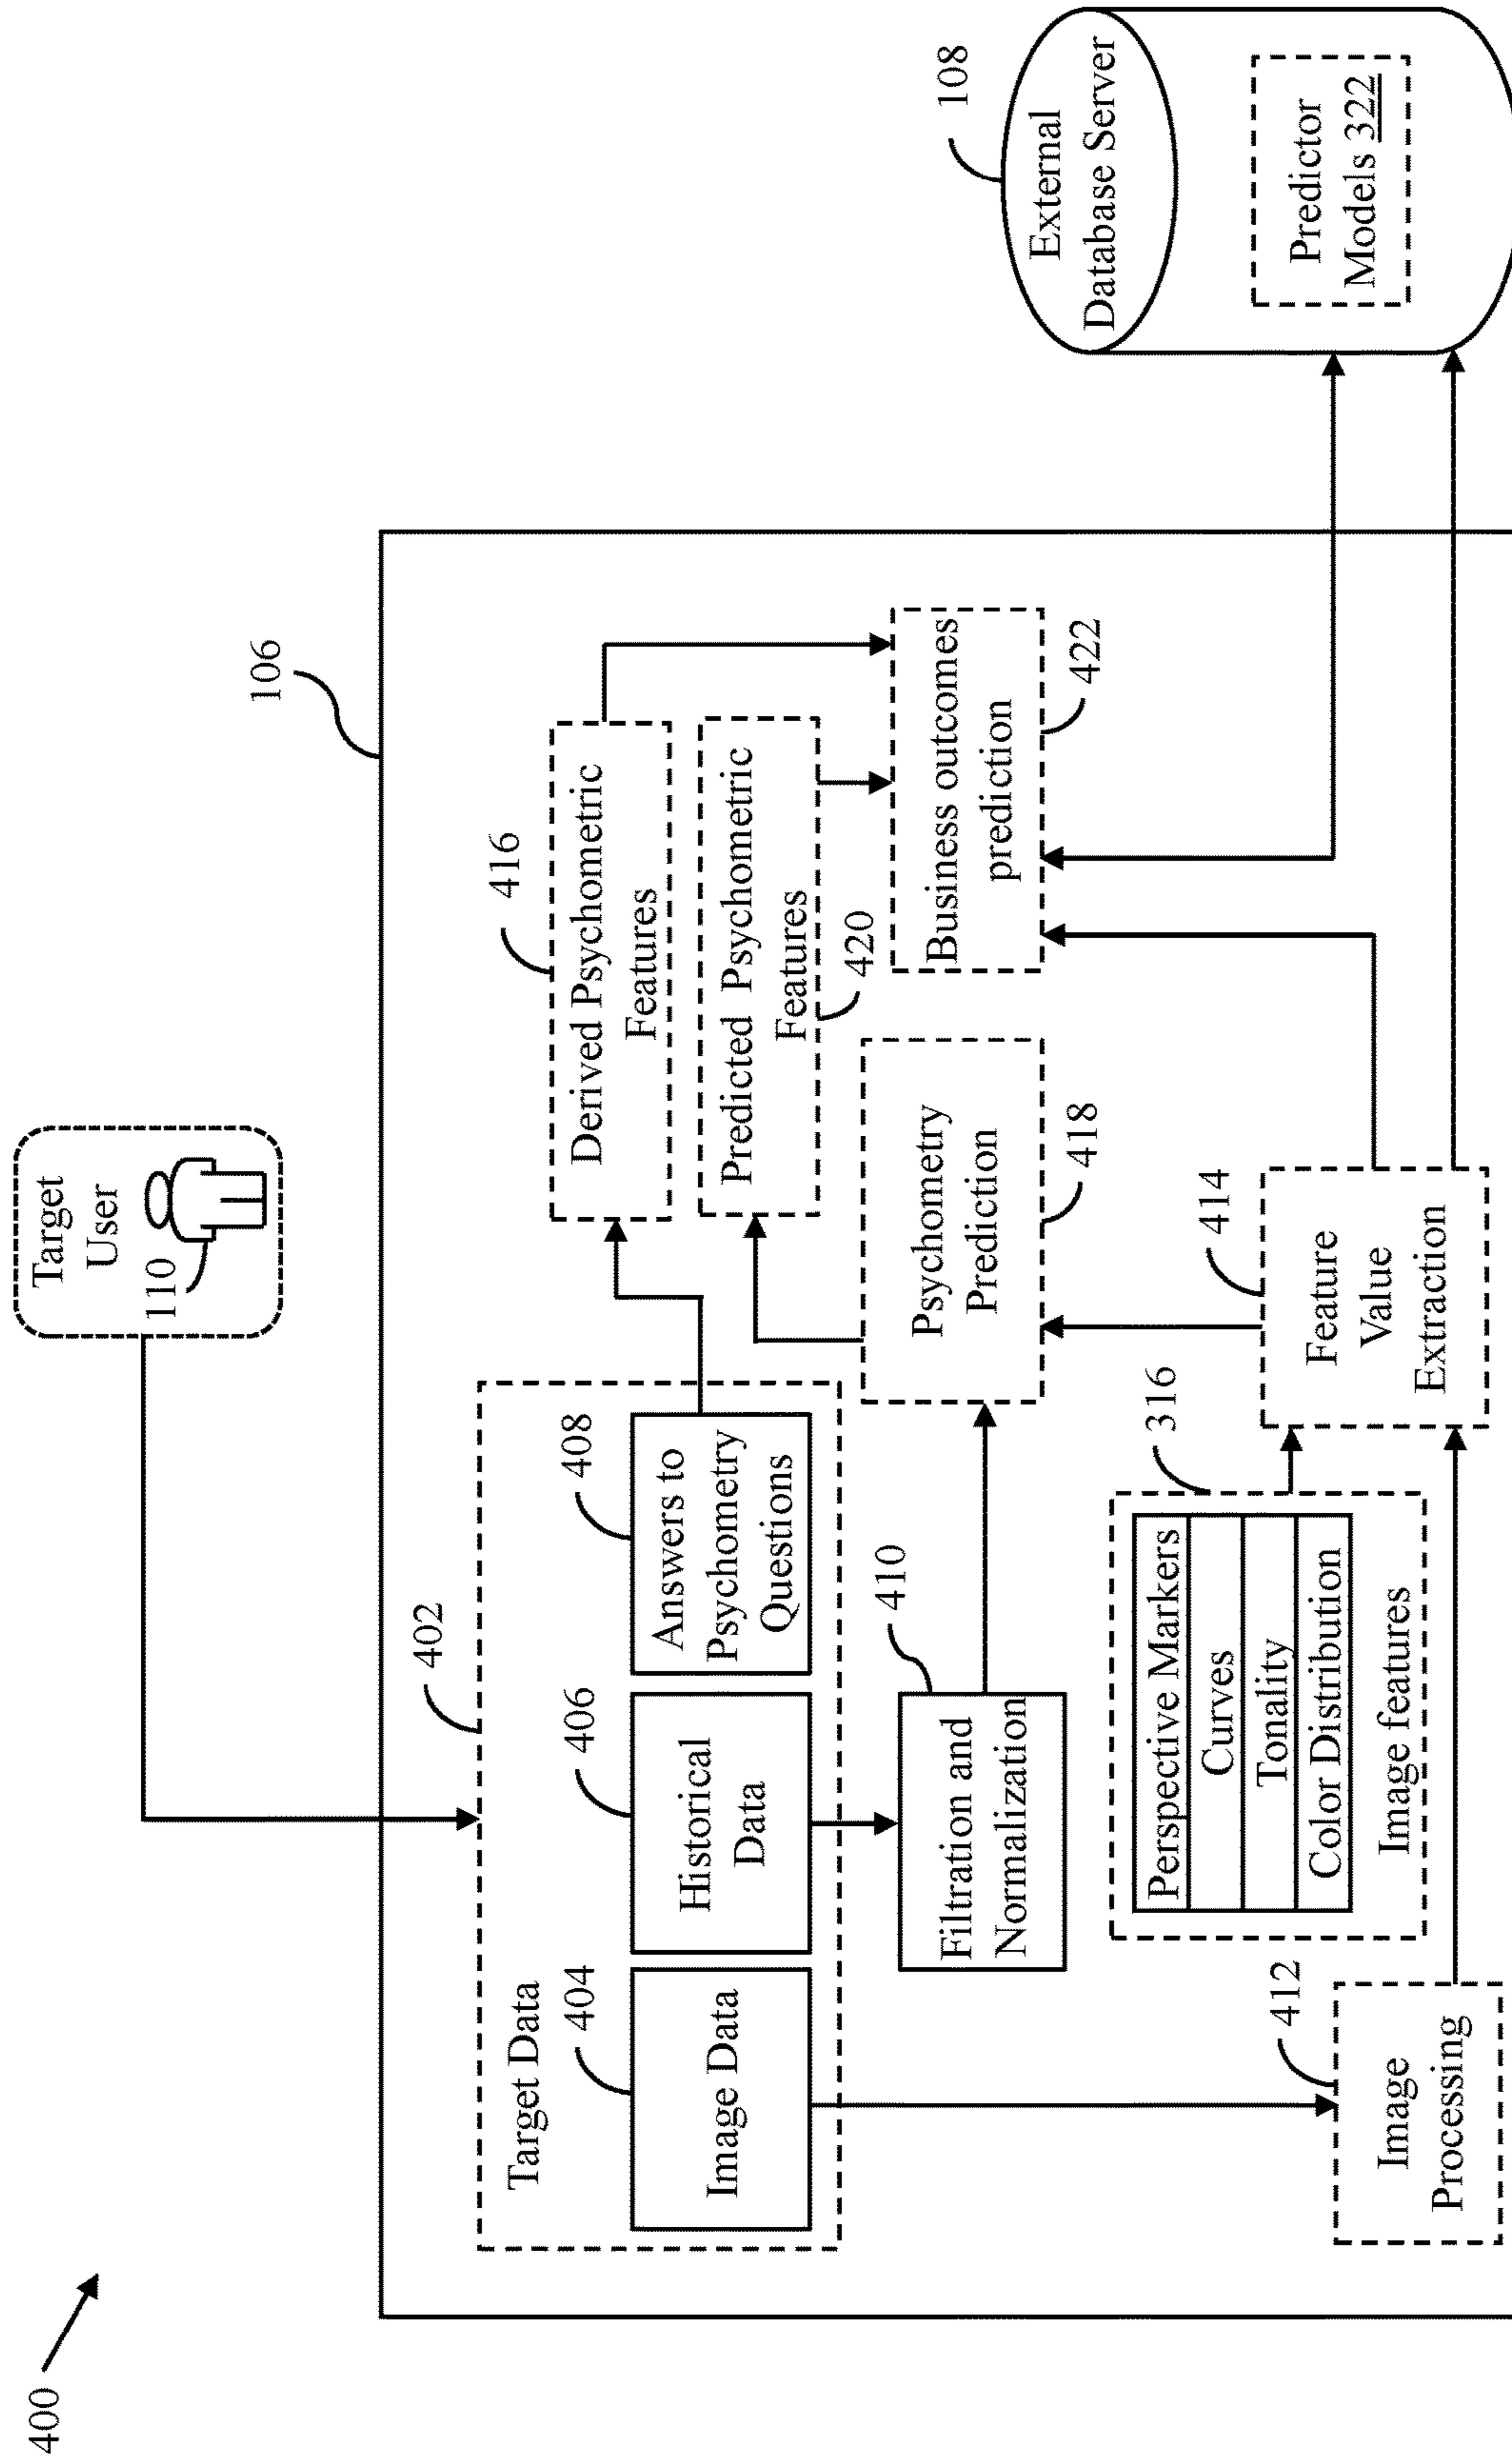 400
Target
User
110
106
402
Target Data
404
Image Data
406
Historical
Data
408
Answers to
Psychometry
Questions
416
Derived Psychometric
Features
Predicted Psychometric
Features
420
410
Filtration and
Normalization
Psychometry
Prediction
418
Business outcomes
prediction
422
108
External
Database Server
Predictor
Models 322
412
Image
Processing
316
Perspective Markers
Curves
Tonality
Color Distribution
Image features
414
Feature
Value
Extraction